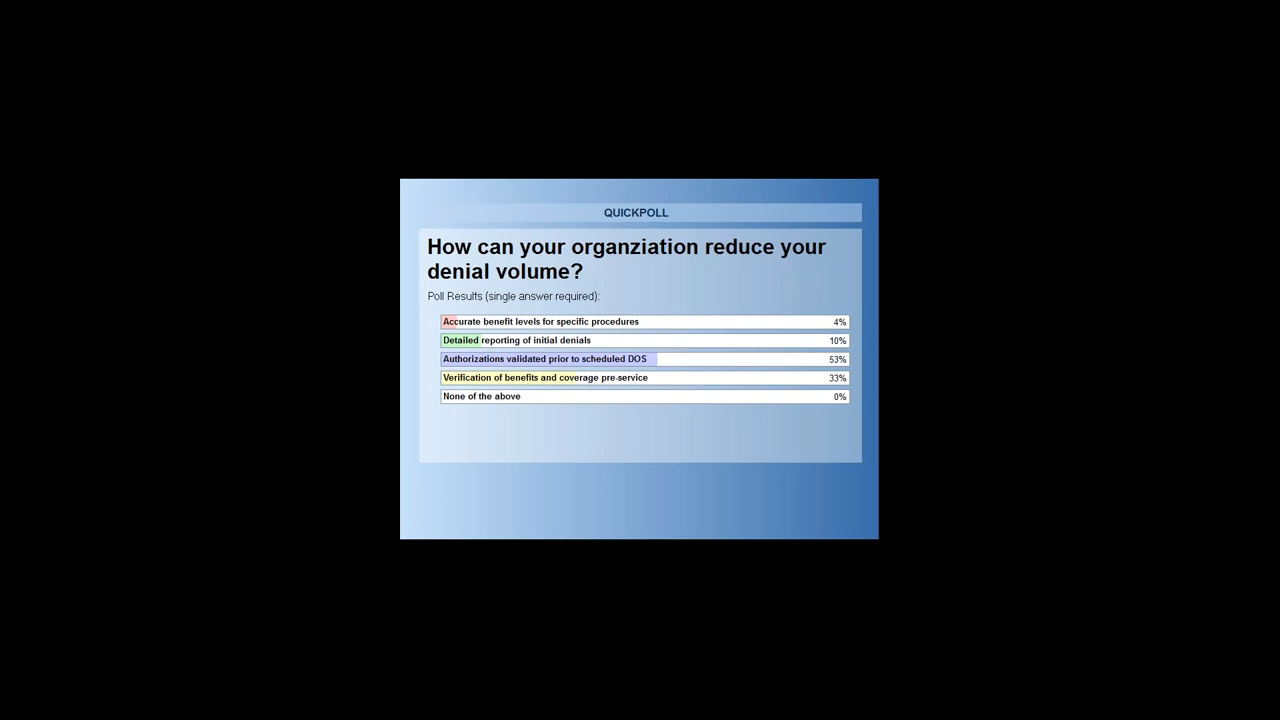 QUICKPOLL
How can your organziation reduce your
denial volume?
Poll Results (single answer required):
Accurate benefit levels for specific procedures 4%
Detailed reporting of initial denials 10%
Authorizations validated prior to scheduled DOS 53%
Verification of benefits and coverage pre-service 33%
None of the above 0%